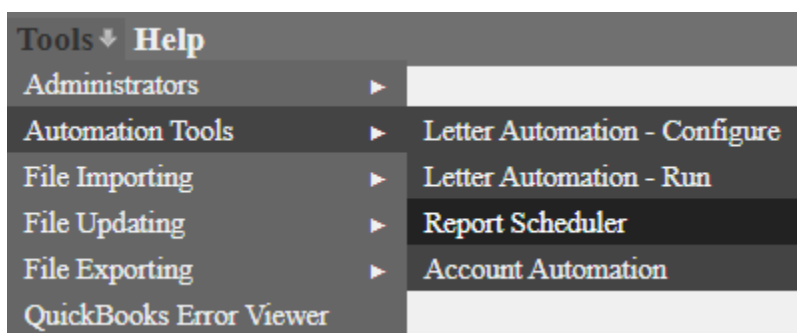 Tools Help
Administrators
Automation Tools
Letter Automation - Configure
File Importing
Letter Automation - Run
File Updating
Report Scheduler
File Exporting
Account Automation
QuickBooks Error Viewer